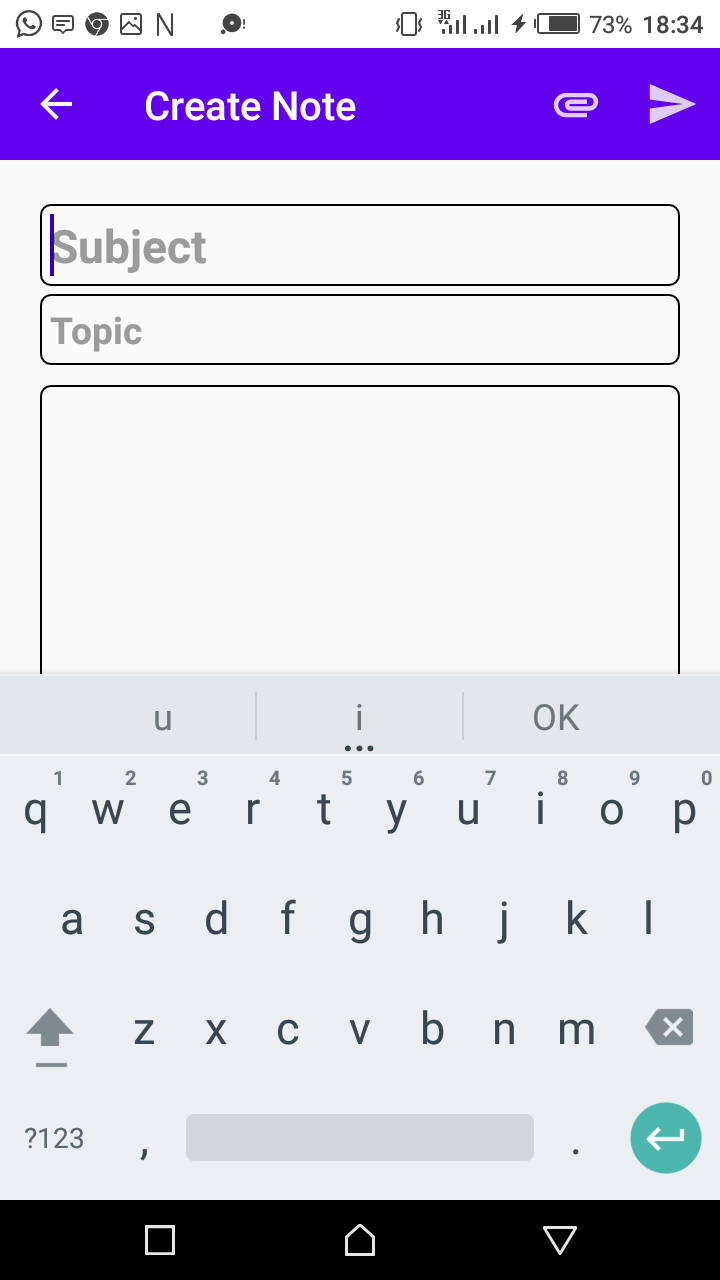 3G 73% 18:34
Create Note
Subject
Topic
u i OK
1 2 3 4 5 6 7 8 9 0
q w e r t y u i o p
a s d f g h j k l
z x c v b n m
?123 , .